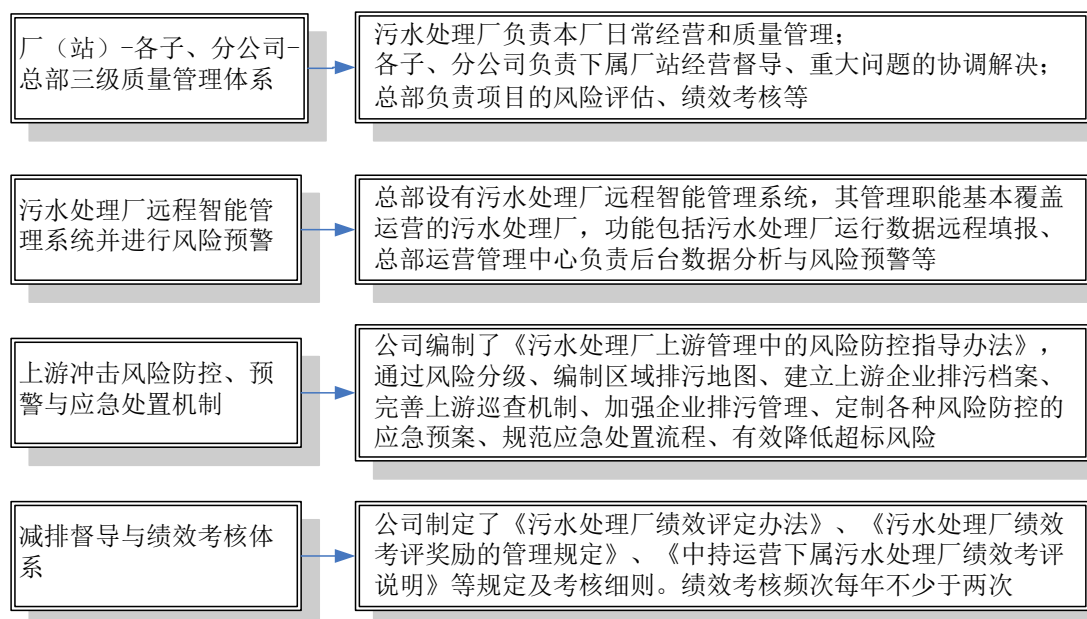 厂（站）-各子、分公司-
总部三级质量管理体系
污水处理厂负责本厂日常经营和质量管理；
各子、分公司负责下属厂站经营督导、重大问题的协调解决；
总部负责项目的风险评估、绩效考核等
污水处理厂远程智能管
理系统并进行风险预警
总部设有污水处理厂远程智能管理系统，其管理职能基本覆盖
运营的污水处理厂，功能包括污水处理厂运行数据远程填报、
总部运营管理中心负责后台数据分析与风险预警等
上游冲击风险防控、预
警与应急处置机制
公司编制了《污水处理厂上游管理中的风险防控指导办法》，
通过风险分级、编制区域排污地图、建立上游企业排污档案、
完善上游巡查机制、加强企业排污管理、定制各种风险防控的
应急预案、规范应急处置流程、有效降低超标风险
减排督导与绩效考核体
系
公司制定了《污水处理厂绩效评定办法》、《污水处理厂绩效
考评奖励的管理规定》、《中持运营下属污水处理厂绩效考评
说明》等规定及考核细则。绩效考核频次每年不少于两次